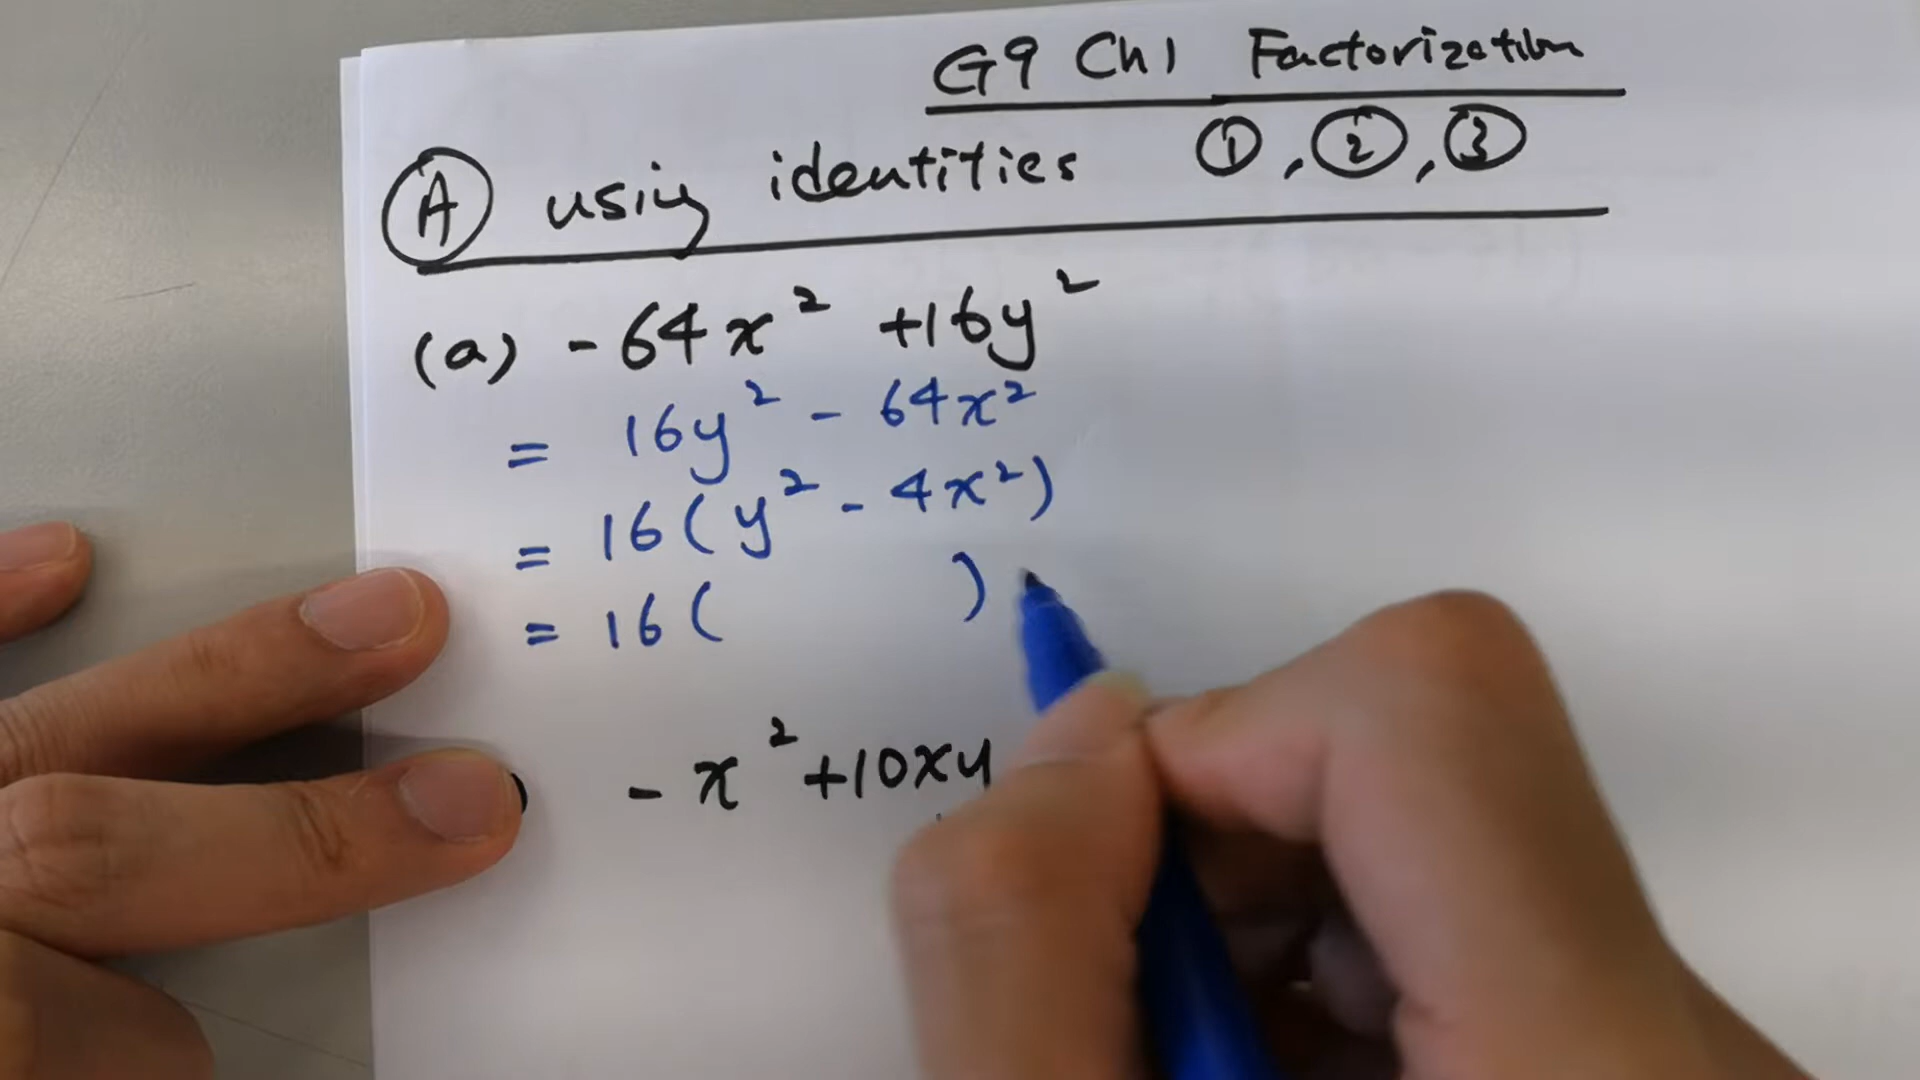 G9 Ch1 Factorization
Ⓐ using identities ①, ②, ③
(a) -64x² +16y²
= 16y² - 64x²
= 16(y² - 4x²)
= 16( )
) -x² +10xy